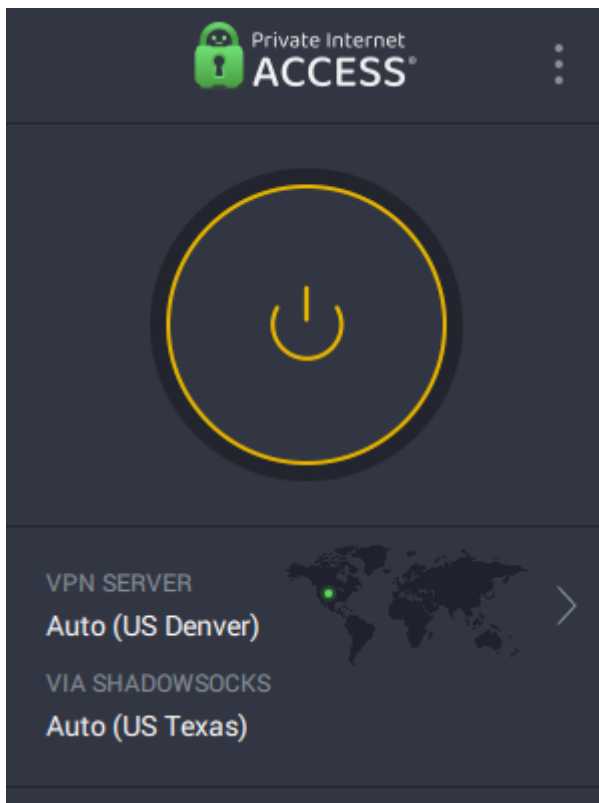 Private Internet
ACCESS®
VPN SERVER
Auto (US Denver)
VIA SHADOWSOCKS
Auto (US Texas)